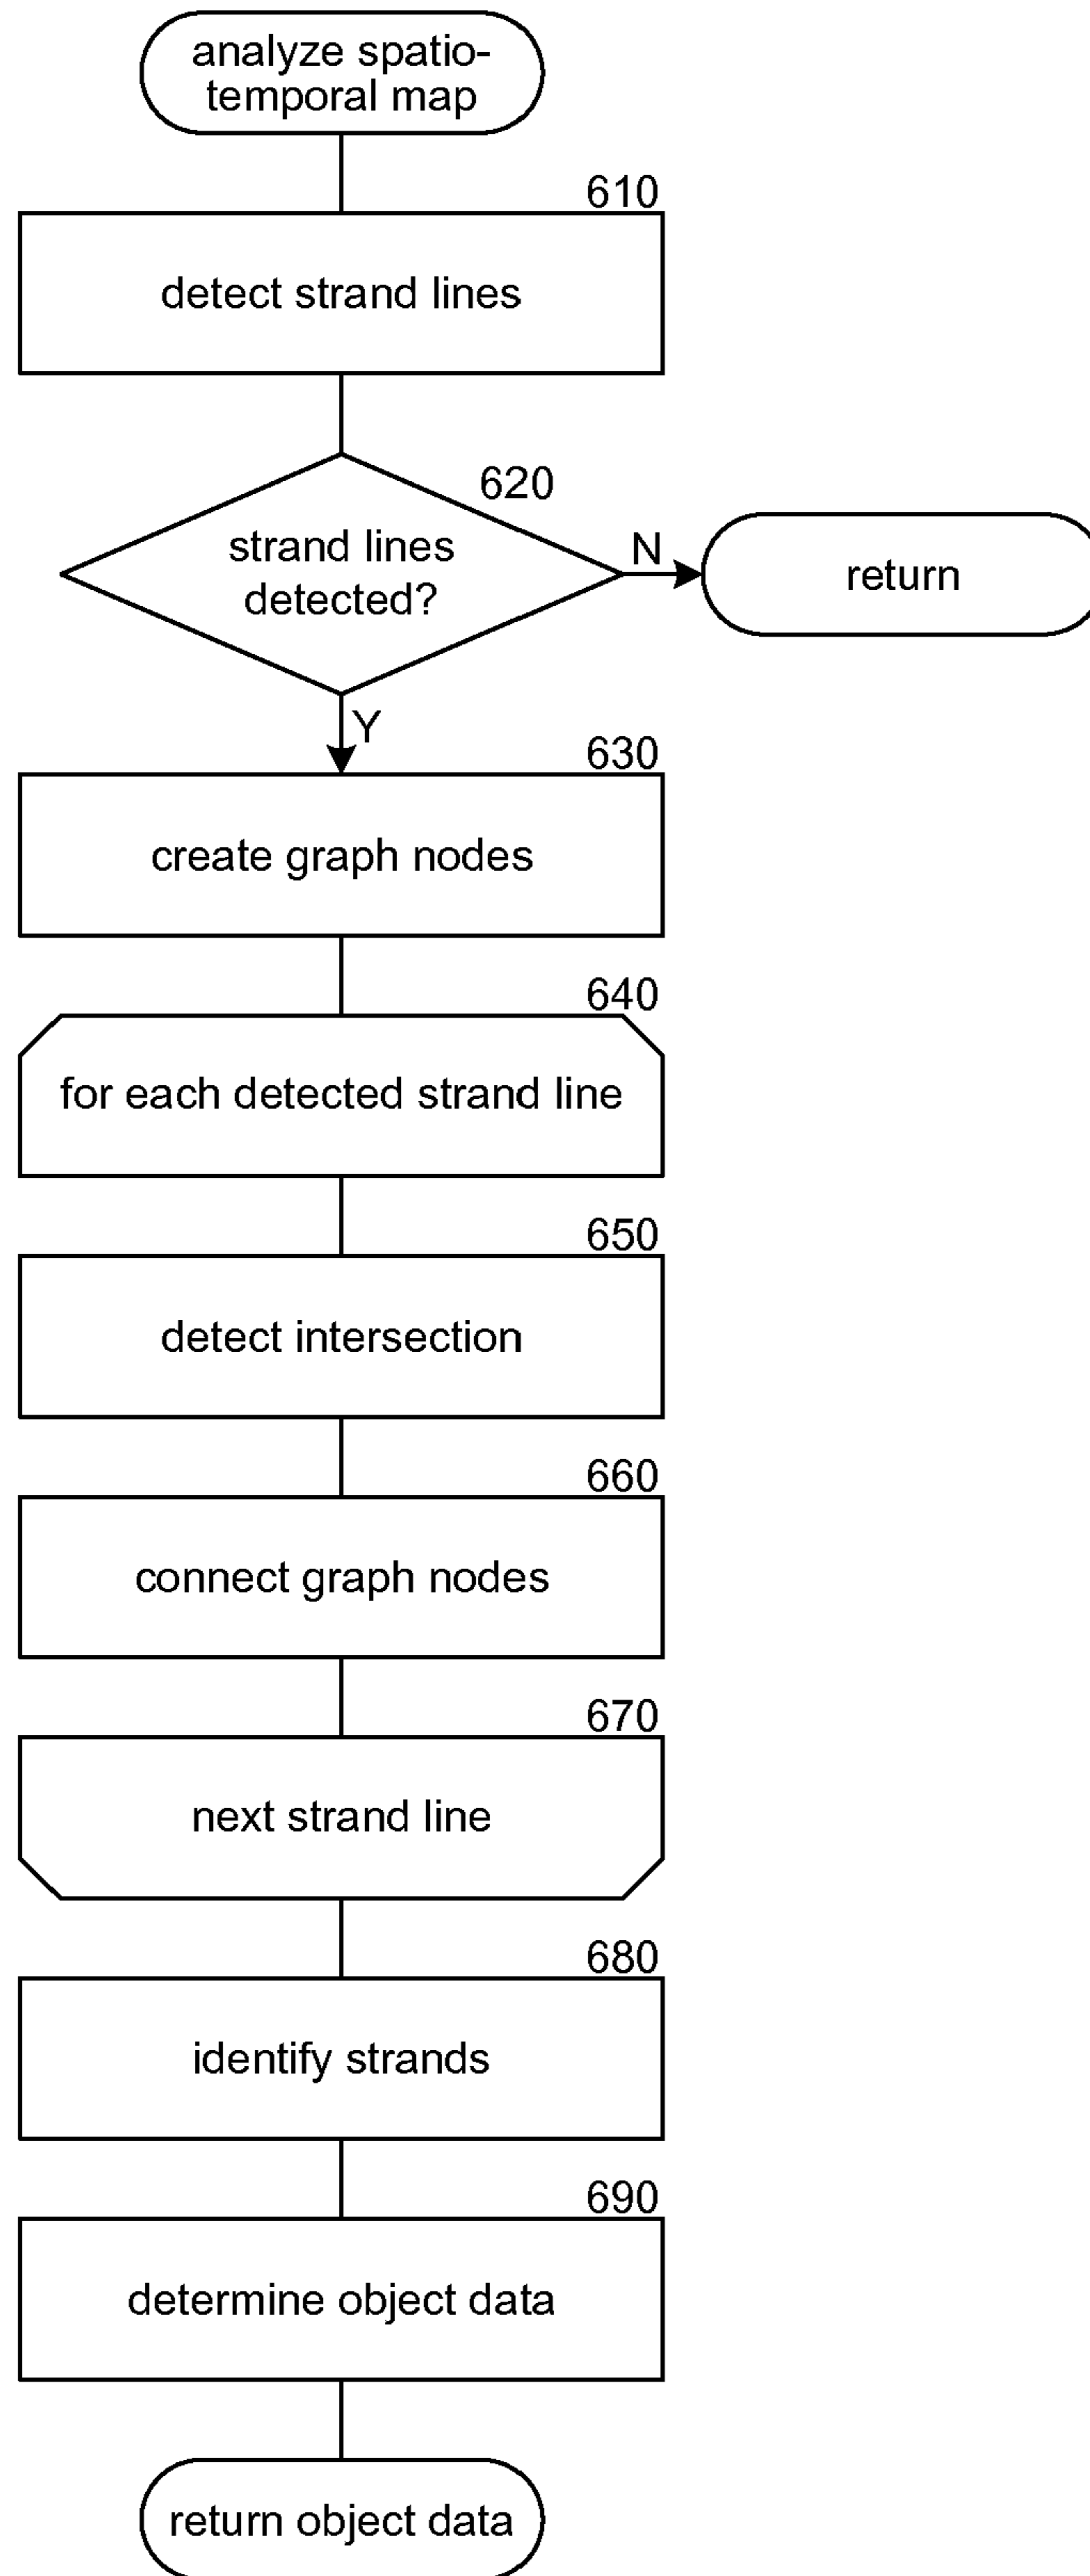 analyze spatio-
temporal map
610
detect strand lines
620
strand lines
detected?
N
return
Y
630
create graph nodes
640
for each detected strand line
650
detect intersection
660
connect graph nodes
670
next strand line
680
identify strands
690
determine object data
return object data